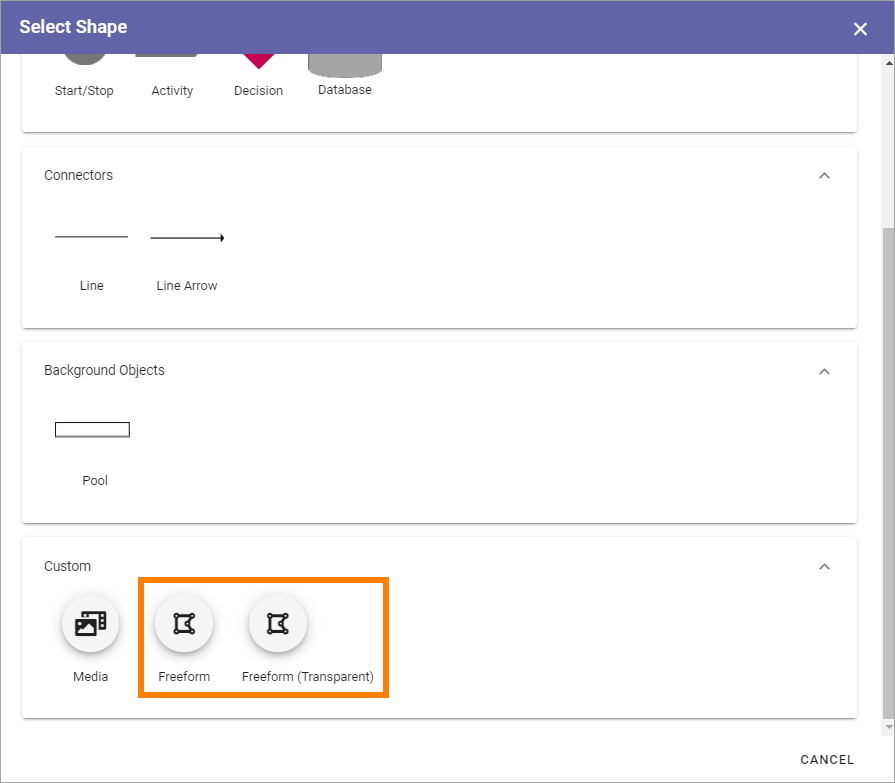 Select Shape
Start/Stop Activity Decision Database
Connectors
Line Line Arrow
Background Objects
Pool
Custom
Media Freeform Freeform (Transparent)
CANCEL